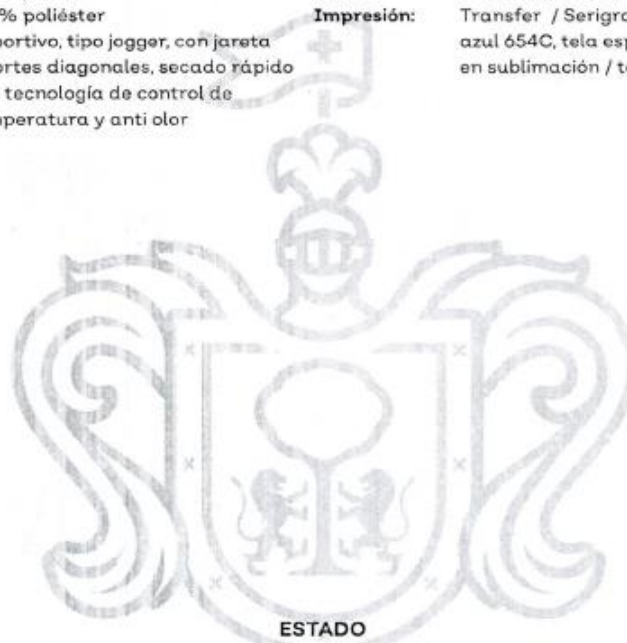 % poliéster
portivo, tipo jogger, con jareta
ortes diagonales, secado rápido
tecnología de control de
peratura y anti olor
Impresión: Transfer / Serigra
azul 654C, tela esp
en sublimación / t
ESTADO